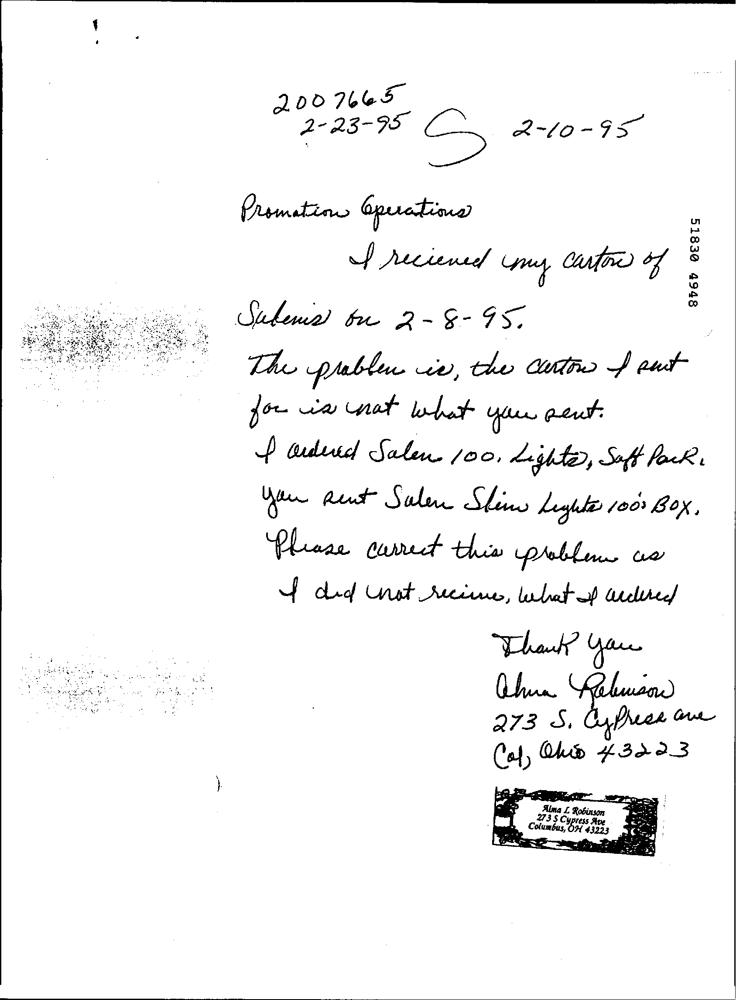 2007665
2-23-95 S 2-10-95
Promotion Operations
I recieved my carton of
Salems on 2-8-95.
The problem is, the carton I sent
for is not what you sent.
I ordered Salem 100. Lights, Soft Pack.
You sent Salem Slim Lights 100's BOX.
Please correct this problem as
I did not recieve, what I ordered
Thank you
Alma Robinson
273 S. Cypress ave
Col, Ohio 43223
Alma L Robinson
273 S Cypress Ave
Columbus, OH 43223
51830 4948